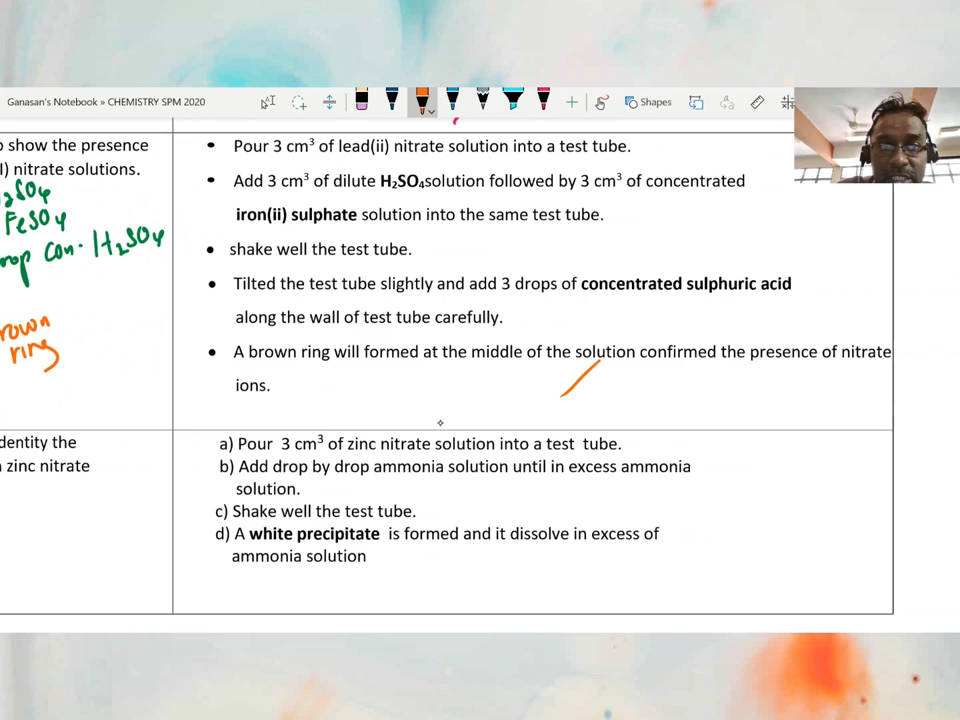 Ganasan's Notebook » CHEMISTRY SPM 2020
Shapes
o show the presence
I) nitrate solutions.
2SO4
FeSO4
rop con. H2SO4
rown
ring
• Pour 3 cm³ of lead(ii) nitrate solution into a test tube.
• Add 3 cm³ of dilute H₂SO₄solution followed by 3 cm³ of concentrated
iron(ii) sulphate solution into the same test tube.
• shake well the test tube.
• Tilted the test tube slightly and add 3 drops of concentrated sulphuric acid
along the wall of test tube carefully.
• A brown ring will formed at the middle of the solution confirmed the presence of nitrate
ions.
dentity the
zinc nitrate
a) Pour 3 cm³ of zinc nitrate solution into a test tube.
b) Add drop by drop ammonia solution until in excess ammonia
solution.
c) Shake well the test tube.
d) A white precipitate is formed and it dissolve in excess of
ammonia solution